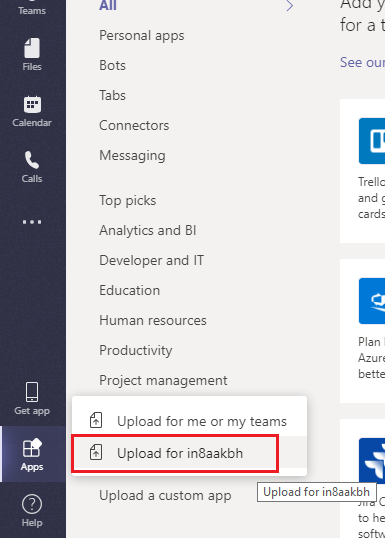 Teams
Files
Calendar
Calls
Get app
Apps
Help
All
Personal apps
Bots
Tabs
Connectors
Messaging
Top picks
Analytics and BI
Developer and IT
Education
Human resources
Productivity
Project management
Upload for me or my teams
Upload for in8aakbh
Upload a custom app
Upload for in8aakbh
Add y
for a t
See our
Trello
and g
cards
Plan
Azure
bette
Jira C
to he
softw